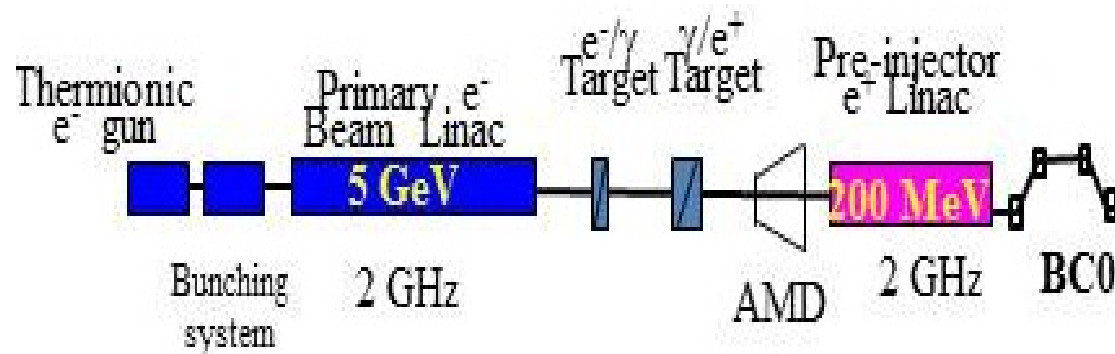 Thermionic
e⁻ gun
Primary e⁻
Beam Linac
e⁻/γ
Target
γ/e⁺
Target
Pre-injector
e⁺ Linac
5 GeV
200 MeV
Bunching
system
2 GHz
AMD
2 GHz
BC0